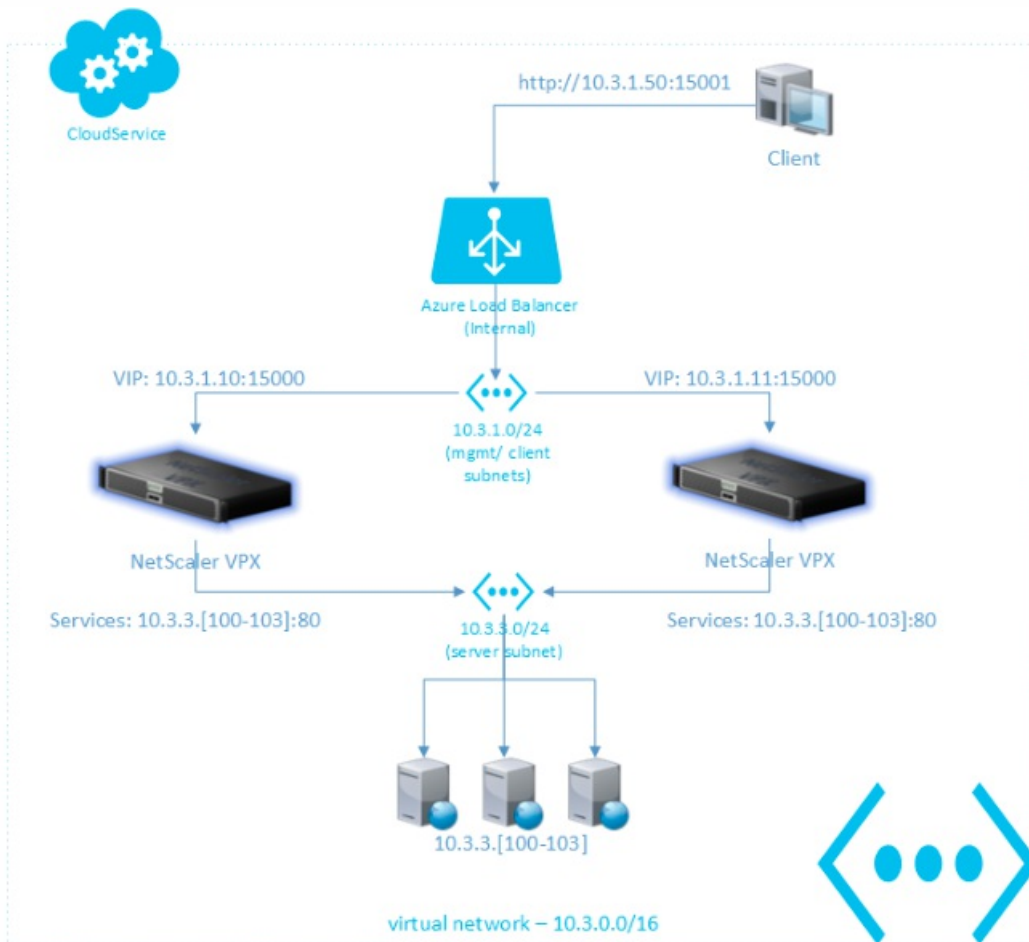 CloudService
http://10.3.1.50:15001
Client
Azure Load Balancer
(Internal)
VIP: 10.3.1.10:15000
VIP: 10.3.1.11:15000
10.3.1.0/24
(mgmt/ client
subnets)
NetScaler VPX
NetScaler VPX
Services: 10.3.3.[100-103]:80
Services: 10.3.3.[100-103]:80
10.3.3.0/24
(server subnet)
10.3.3.[100-103]
virtual network – 10.3.0.0/16